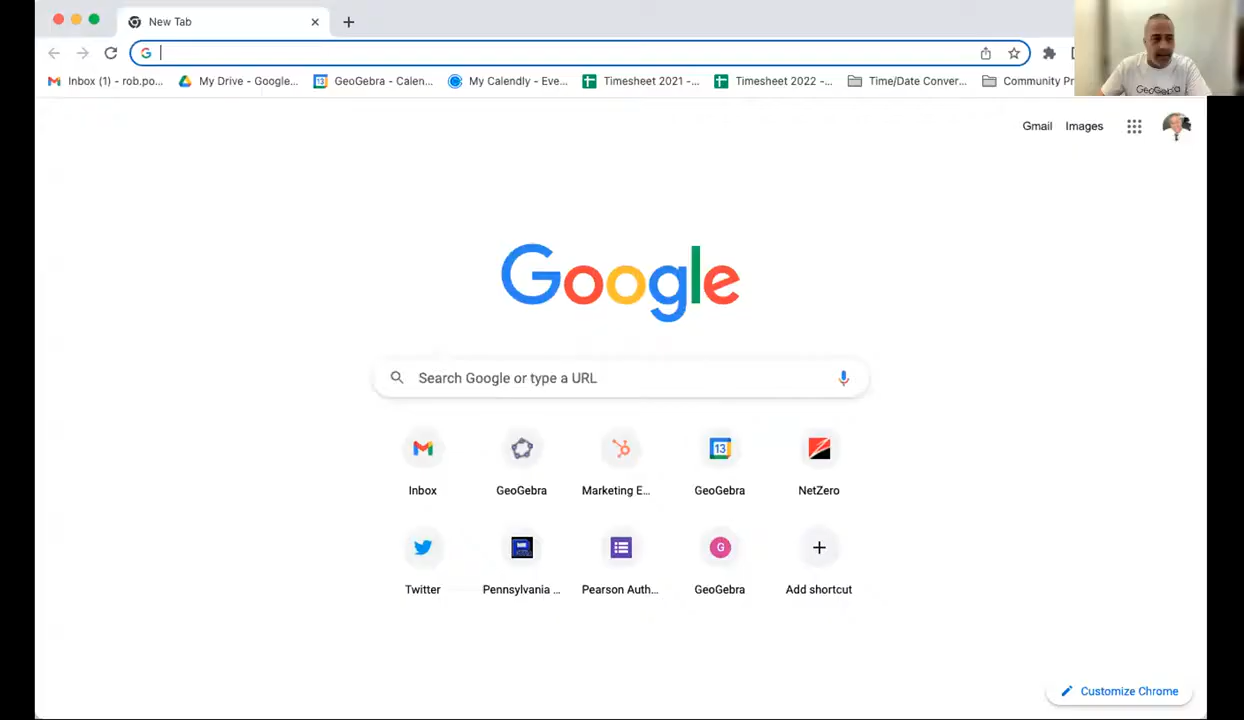 New Tab
Inbox (1) - rob.po...
My Drive - Google...
GeoGebra - Calen...
My Calendly - Eve...
Timesheet 2021 -...
Timesheet 2022 -...
Time/Date Conver...
Community Pr
GeoGebra
Gmail
Images
Google
Search Google or type a URL
Inbox
GeoGebra
Marketing E...
13
GeoGebra
NetZero
Twitter
Pennsylvania ...
Pearson Auth...
G
GeoGebra
Add shortcut
Customize Chrome